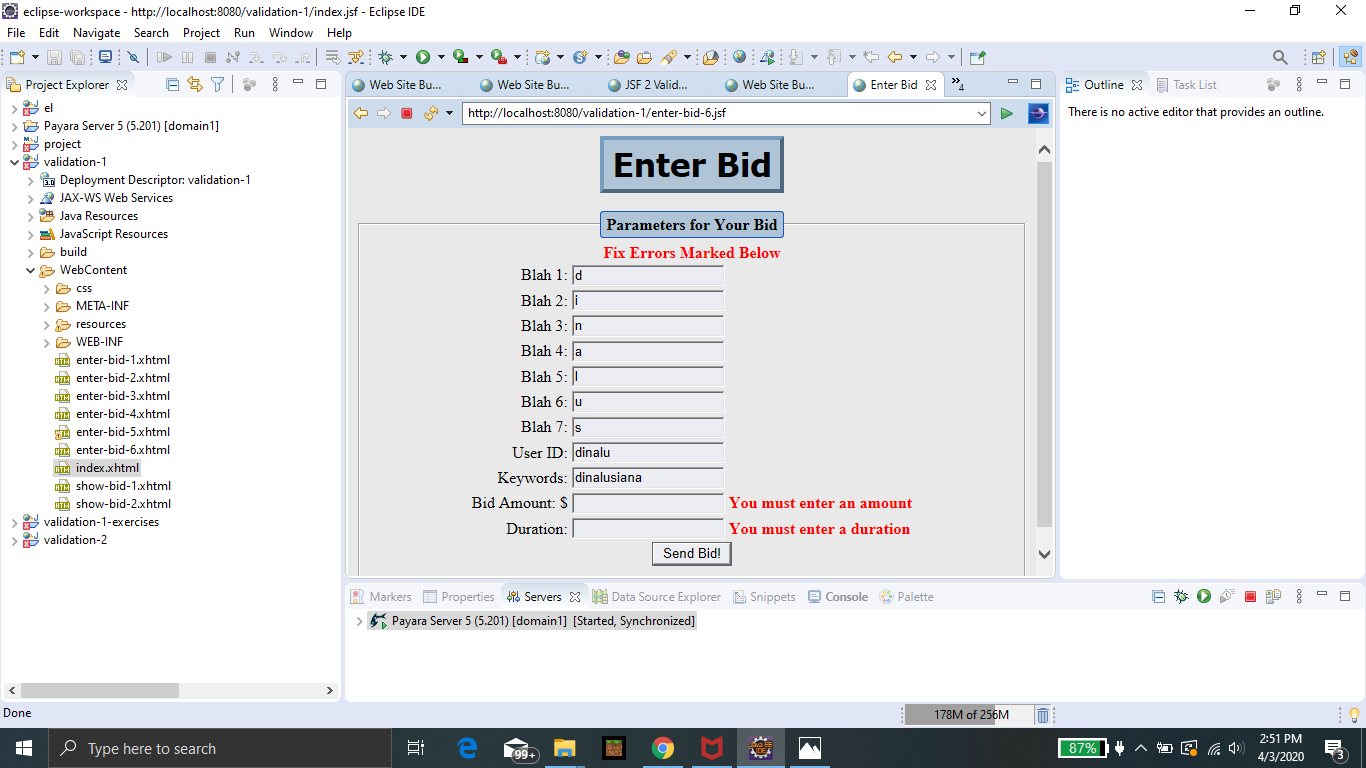 eclipse-workspace - http://localhost:8080/validation-1/index.jsf - Eclipse IDE
File Edit Navigate Search Project Run Window Help
Project Explorer
el
Payara Server 5 (5.201) [domain1]
project
validation-1
3.0 Deployment Descriptor: validation-1
JAX-WS Web Services
Java Resources
JavaScript Resources
build
WebContent
css
META-INF
resources
WEB-INF
enter-bid-1.xhtml
enter-bid-2.xhtml
enter-bid-3.xhtml
enter-bid-4.xhtml
enter-bid-5.xhtml
enter-bid-6.xhtml
index.xhtml
show-bid-1.xhtml
show-bid-2.xhtml
validation-1-exercises
validation-2
Web Site Bu... Web Site Bu... JSF 2 Valid... Web Site Bu... Enter Bid »4
http://localhost:8080/validation-1/enter-bid-6.jsf
Enter Bid
Parameters for Your Bid
Fix Errors Marked Below
Blah 1: d
Blah 2: i
Blah 3: n
Blah 4: a
Blah 5: l
Blah 6: u
Blah 7: s
User ID: dinalu
Keywords: dinalusiana
Bid Amount: $ You must enter an amount
Duration: You must enter a duration
Send Bid!
Outline Task List
There is no active editor that provides an outline.
Markers Properties Servers Data Source Explorer Snippets Console Palette
Payara Server 5 (5.201) [domain1] [Started, Synchronized]
Done
178M of 256M
Type here to search
99+
87%
2:51 PM
4/3/2020
3